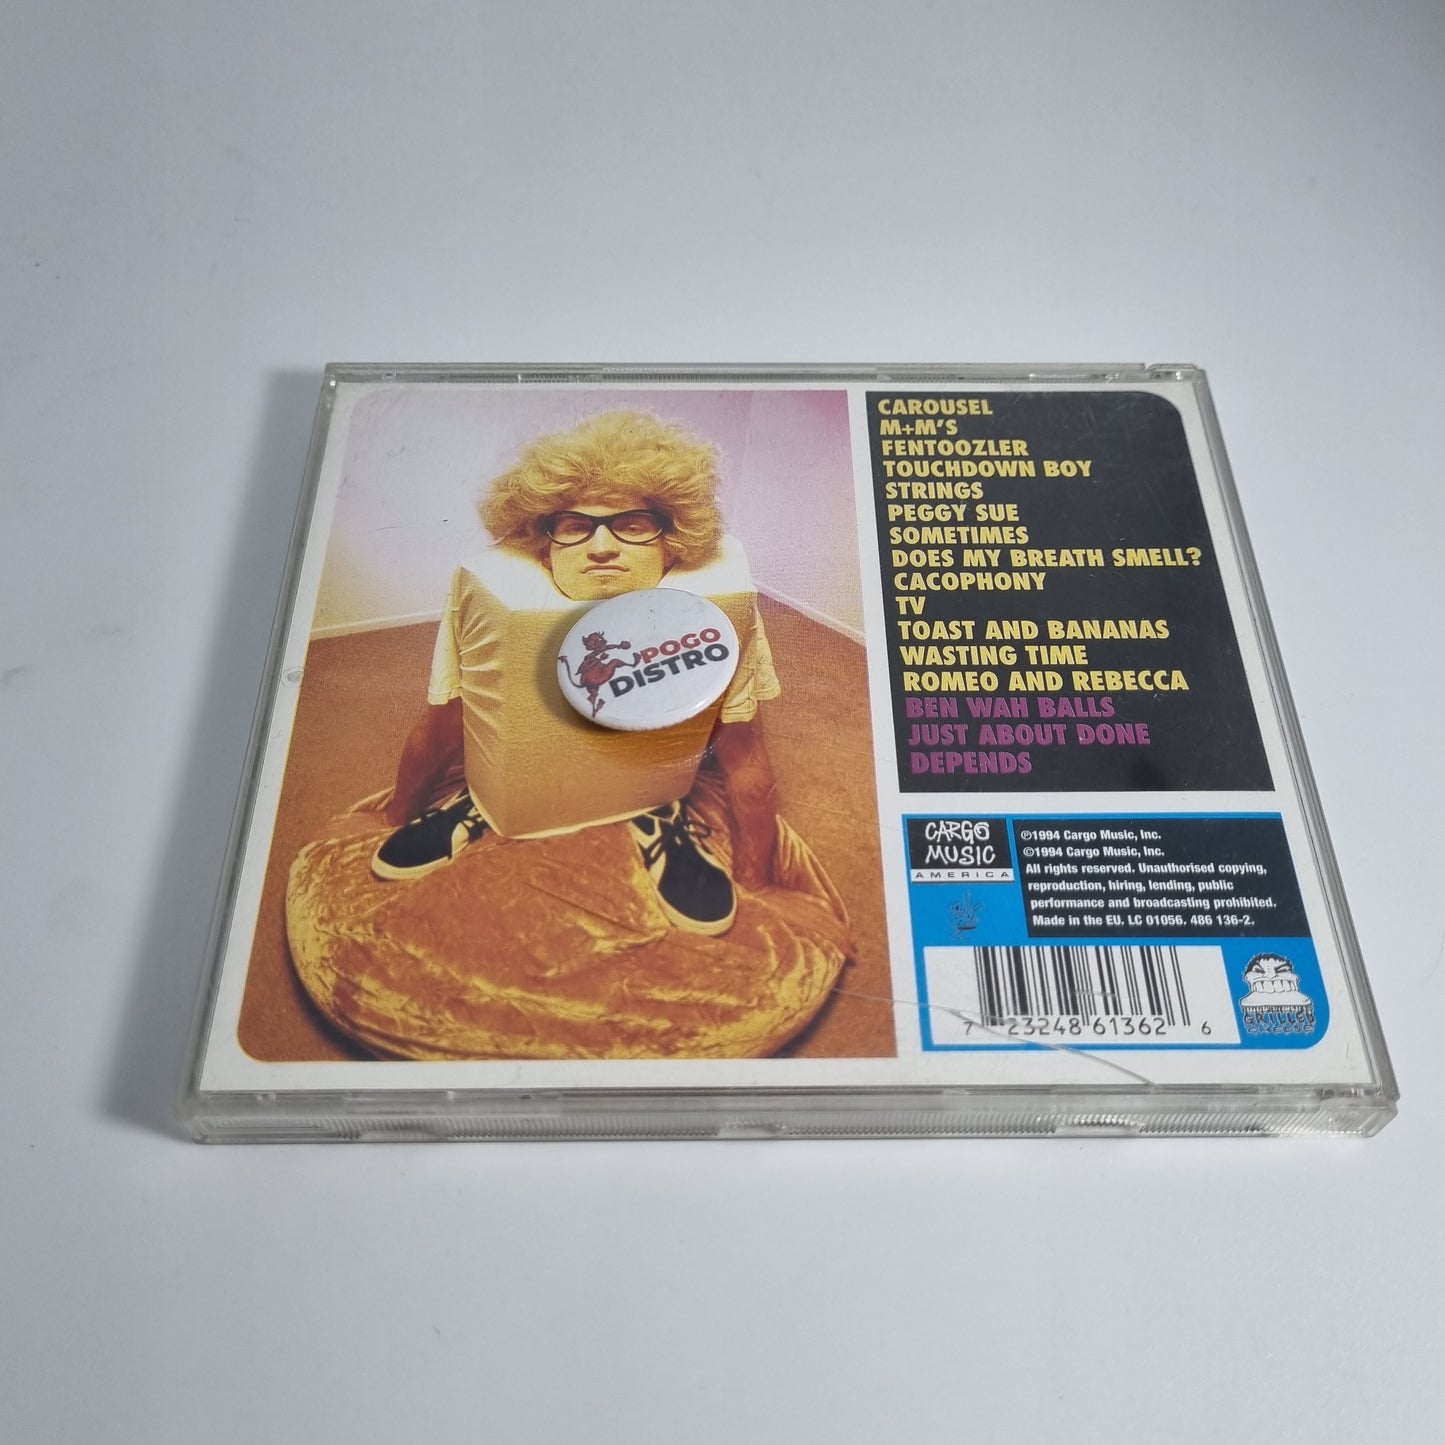 CAROUSEL
M+M'S
FENTOOZLER
TOUCHDOWN BOY
STRINGS
PEGGY SUE
SOMETIMES
DOES MY BREATH SMELL?
CACOPHONY
TV
TOAST AND BANANAS
WASTING TIME
ROMEO AND REBECCA
BEN WAH BALLS
JUST ABOUT DONE
DEPENDS
POGO
DISTRO
CARGO
MUSIC
AMERICA
℗1994 Cargo Music, Inc.
©1994 Cargo Music, Inc.
All rights reserved. Unauthorised copying,
reproduction, hiring, lending, public
performance and broadcasting prohibited.
Made in the EU. LC 01056. 486 136-2.
7 23248 61362 6
GRILLED
CHEESE